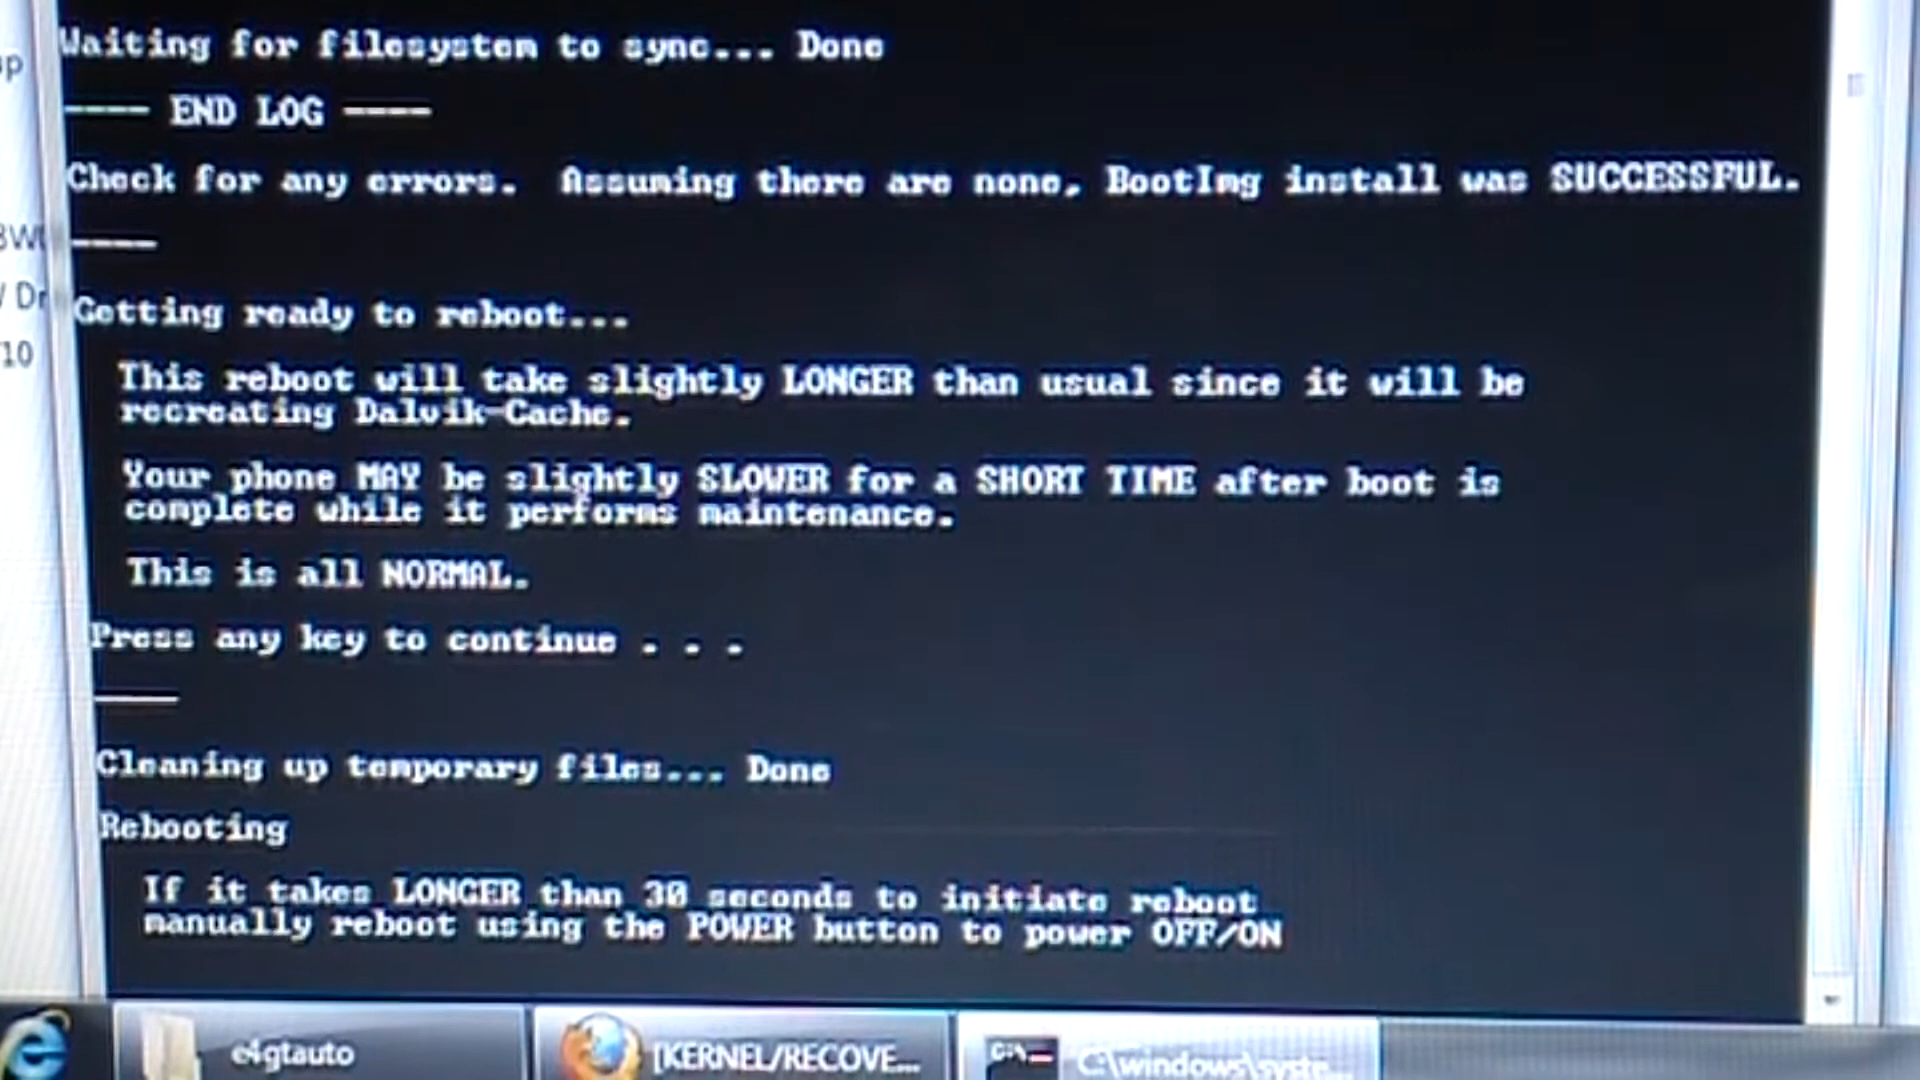 Waiting for filesystem to sync... Done
---- END LOG ----
Check for any errors.  Assuming there are none, BootImg install was SUCCESSFUL.
----
Getting ready to reboot...
This reboot will take slightly LONGER than usual since it will be
recreating Dalvik-Cache.
Your phone MAY be slightly SLOWER for a SHORT TIME after boot is
complete while it performs maintenance.
This is all NORMAL.
Press any key to continue . . .
----
Cleaning up temporary files... Done
Rebooting
If it takes LONGER than 30 seconds to initiate reboot
manually reboot using the POWER button to power OFF/ON
e4gtauto
[KERNEL/RECOVE...
C:\windows\syste...
/ Dr
10